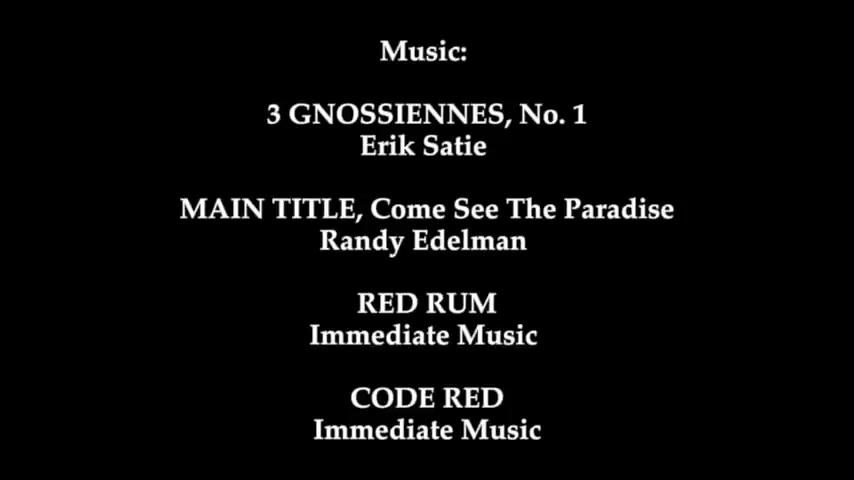 Music:
3 GNOSSIENNES, No. 1
Erik Satie
MAIN TITLE, Come See The Paradise
Randy Edelman
RED RUM
Immediate Music
CODE RED
Immediate Music